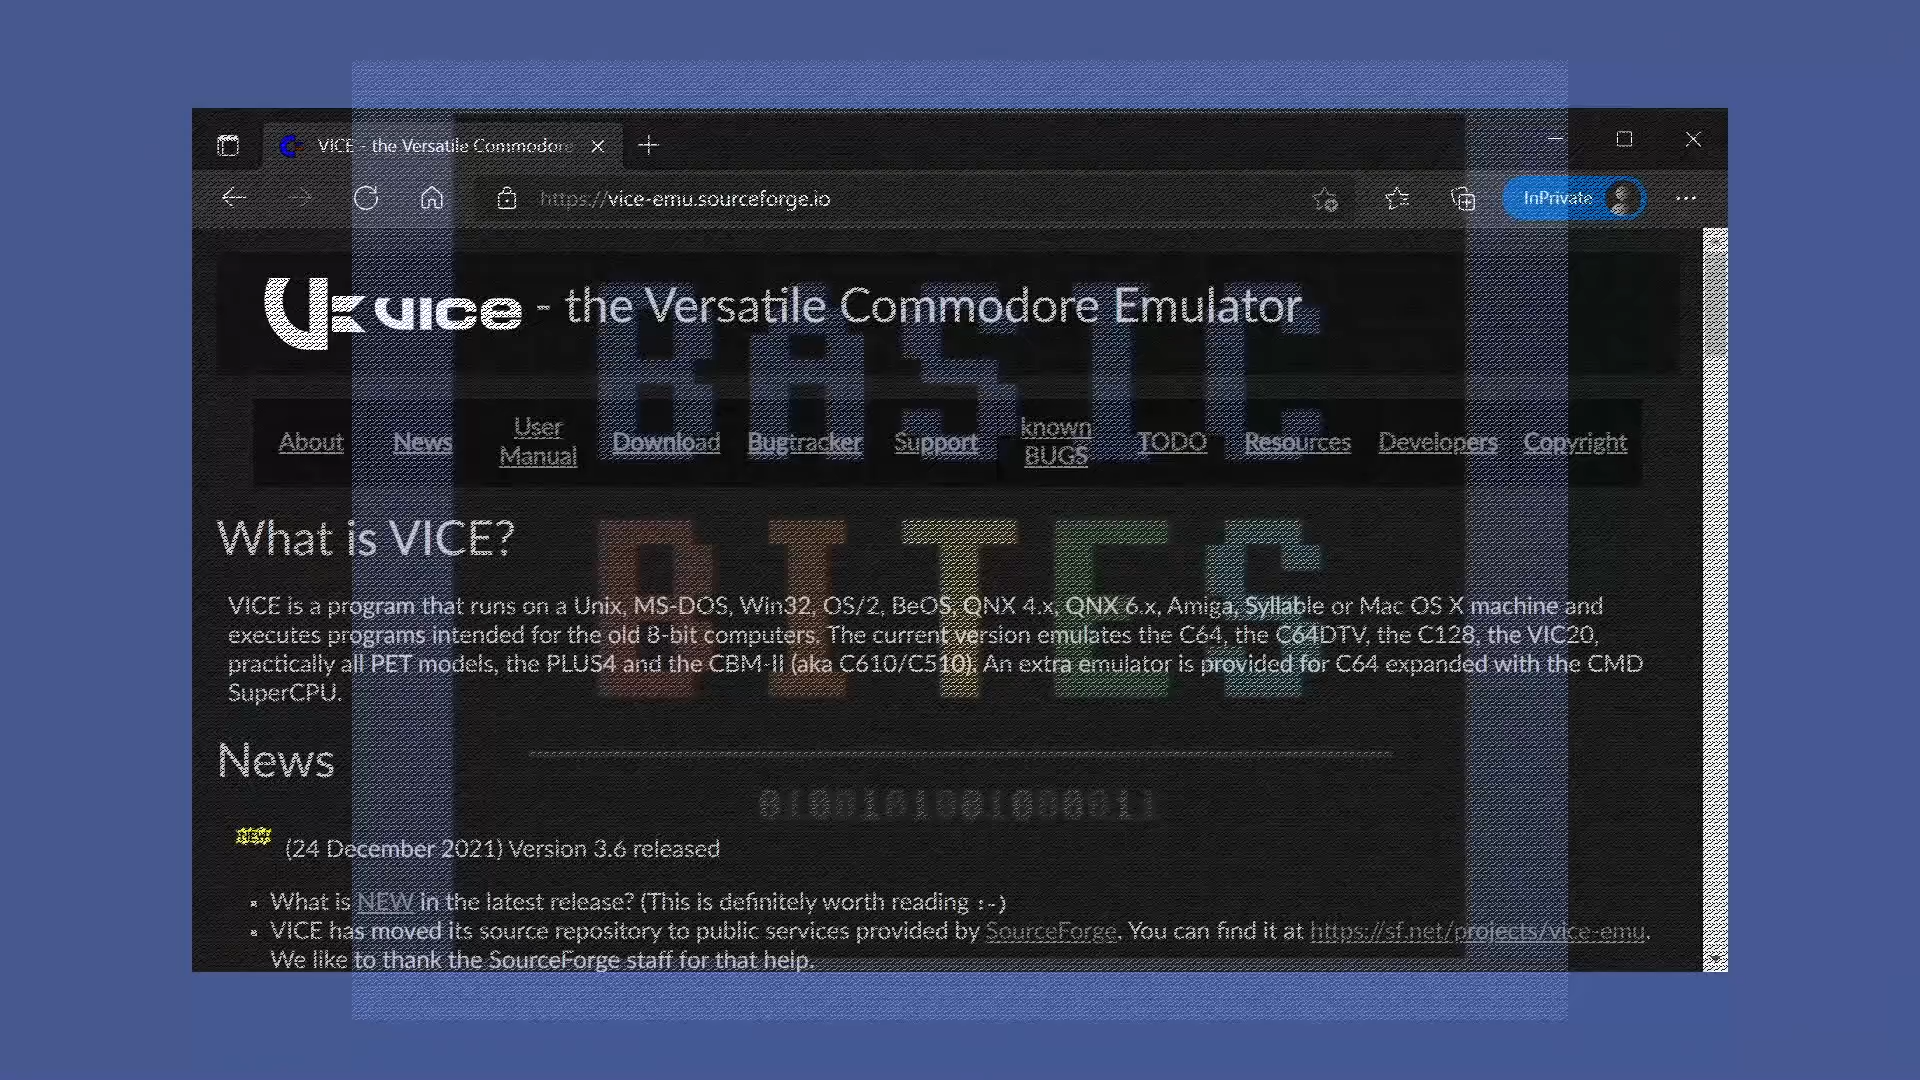 VICE - the Versatile Commodore
https://vice-emu.sourceforge.io
InPrivate
vice - the Versatile Commodore Emulator
BASIC
About News User Manual Download Bugtracker Support known BUGS TODO Resources Developers Copyright
What is VICE?
BITES
VICE is a program that runs on a Unix, MS-DOS, Win32, OS/2, BeOS, QNX 4.x, QNX 6.x, Amiga, Syllable or Mac OS X machine and
executes programs intended for the old 8-bit computers. The current version emulates the C64, the C64DTV, the C128, the VIC20,
practically all PET models, the PLUS4 and the CBM-II (aka C610/C510). An extra emulator is provided for C64 expanded with the CMD
SuperCPU.
News
0100101001000011
NEW
(24 December 2021) Version 3.6 released
What is NEW in the latest release? (This is definitely worth reading :-)
VICE has moved its source repository to public services provided by SourceForge. You can find it at https://sf.net/projects/vice-emu.
We like to thank the SourceForge staff for that help.